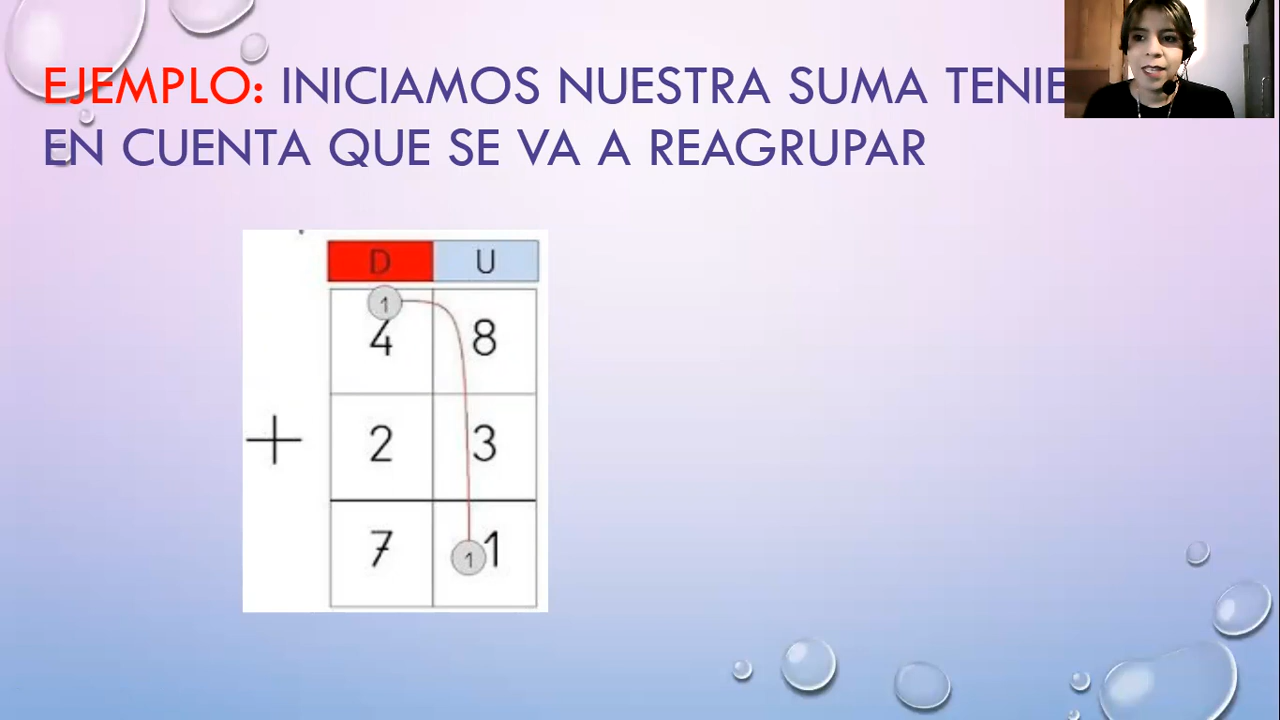 EJEMPLO: INICIAMOS NUESTRA SUMA TENIE
EN CUENTA QUE SE VA A REAGRUPAR
D U
1
4 8
+ 2 3
7 1 1